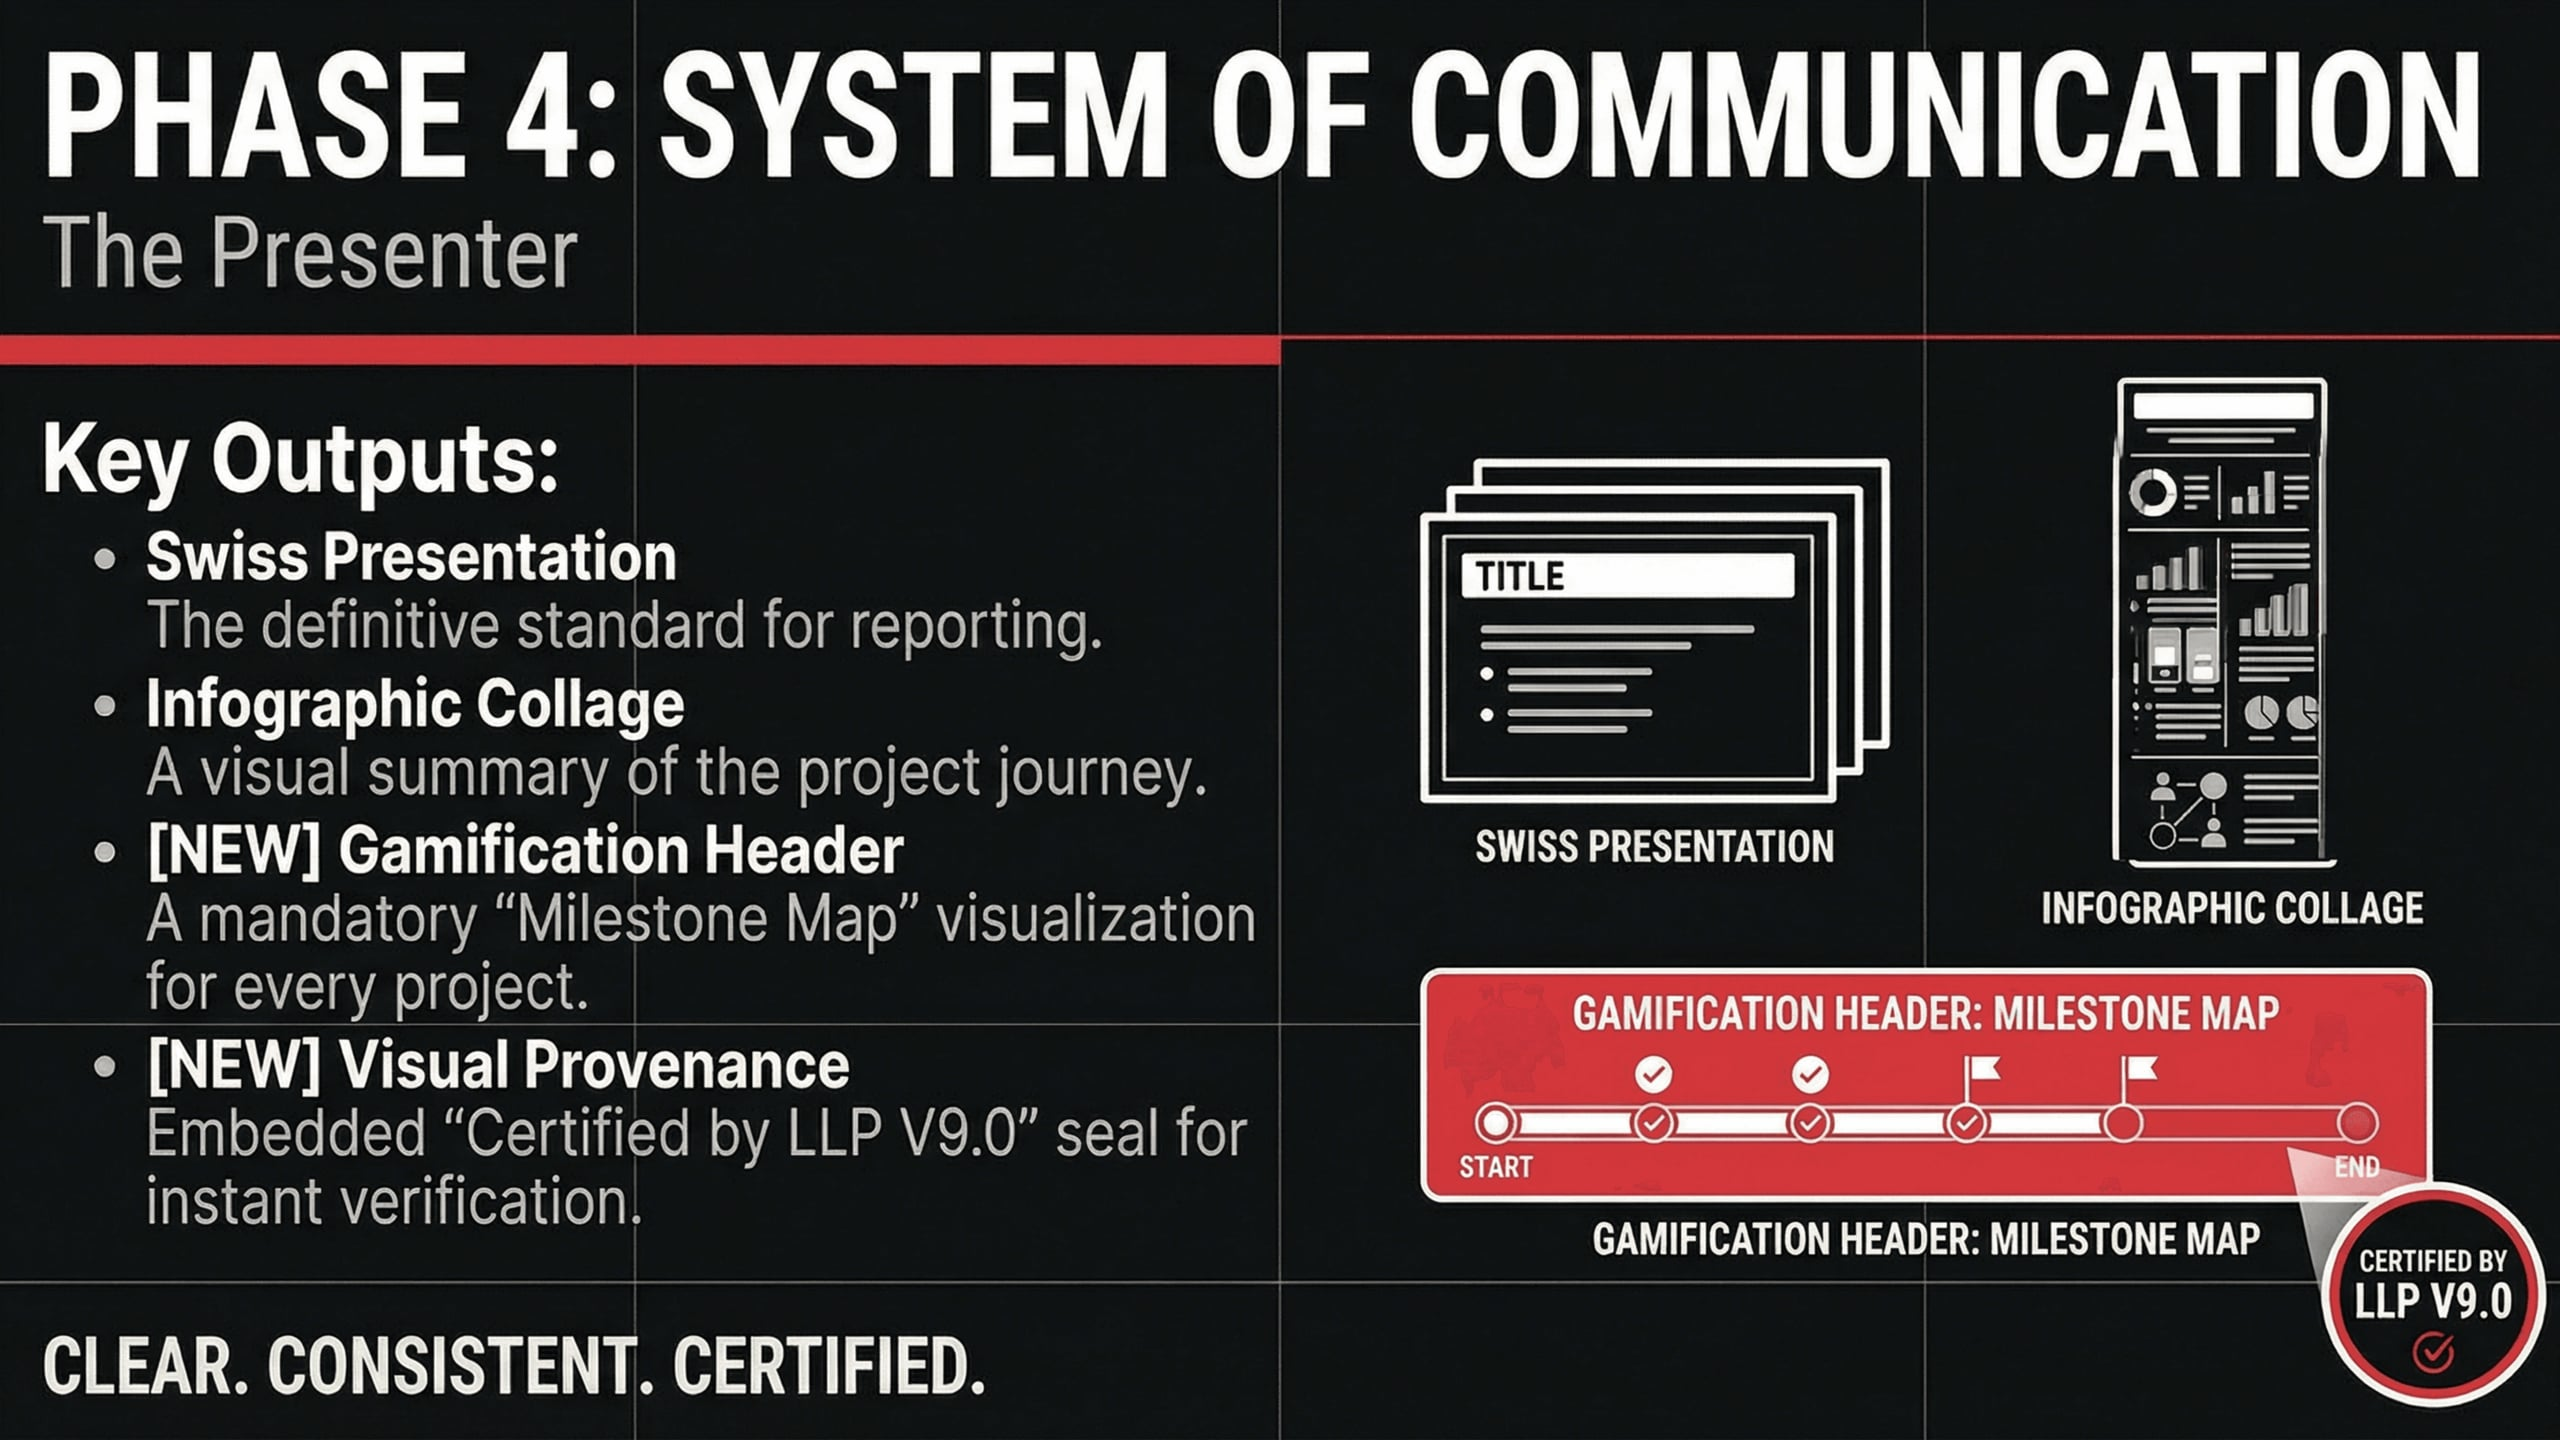 PHASE 4: SYSTEM OF COMMUNICATION
The Presenter
Key Outputs:
• Swiss Presentation
The definitive standard for reporting.
• Infographic Collage
A visual summary of the project journey.
• [NEW] Gamification Header
A mandatory “Milestone Map” visualization
for every project.
• [NEW] Visual Provenance
Embedded “Certified by LLP V9.0” seal for
instant verification.
CLEAR. CONSISTENT. CERTIFIED.
TITLE
SWISS PRESENTATION
INFOGRAPHIC COLLAGE
GAMIFICATION HEADER: MILESTONE MAP
START
END
GAMIFICATION HEADER: MILESTONE MAP
CERTIFIED BY
LLP V9.0